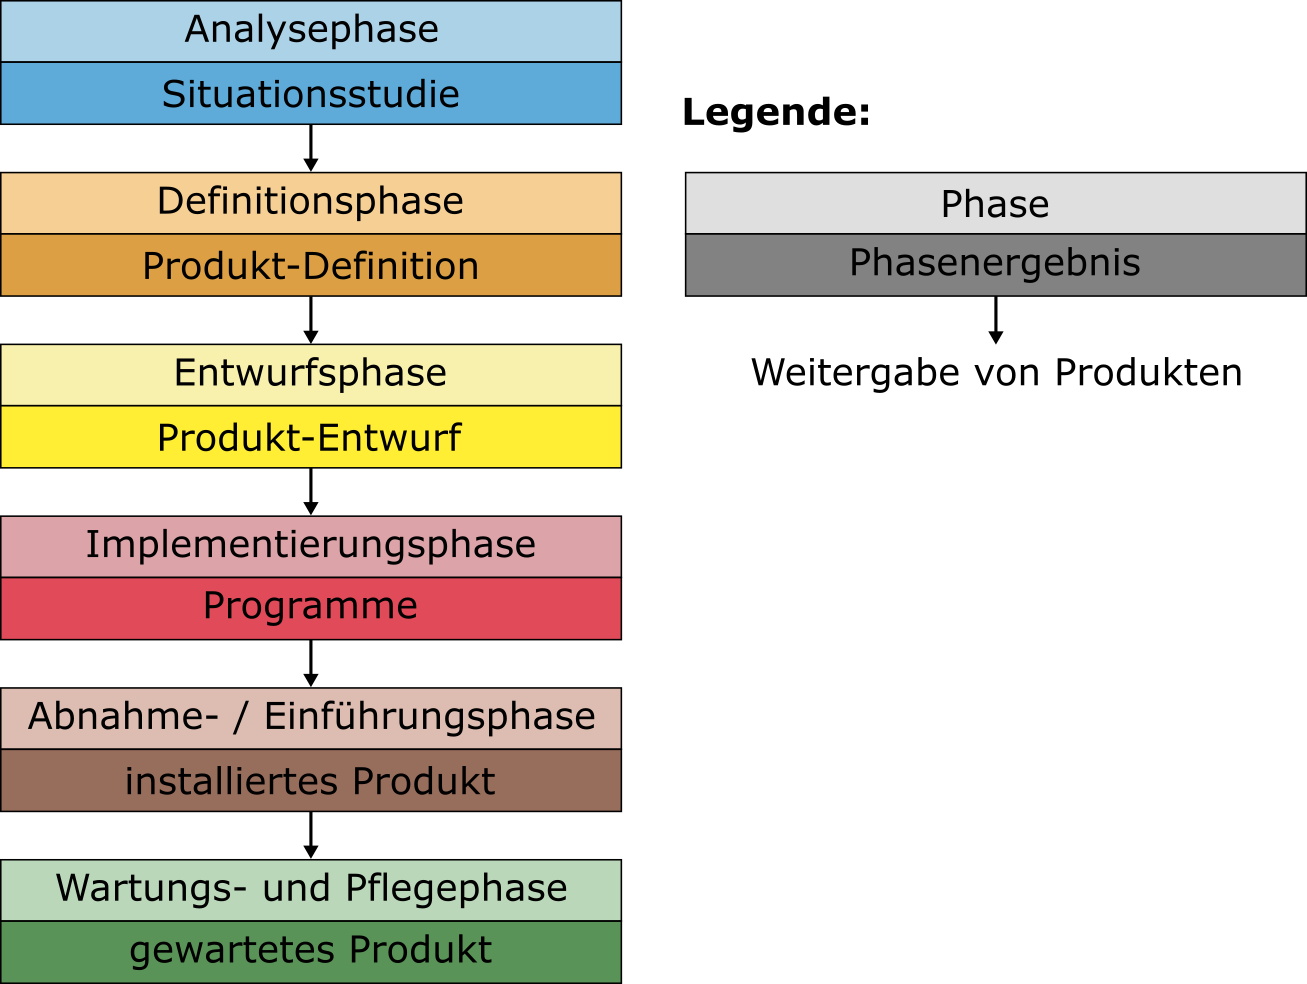 Analysephase
Situationsstudie
Definitionsphase
Produkt-Definition
Entwurfsphase
Produkt-Entwurf
Implementierungsphase
Programme
Abnahme- / Einführungsphase
installiertes Produkt
Wartungs- und Pflegephase
gewartetes Produkt
Legende:
Phase
Phasenergebnis
Weitergabe von Produkten